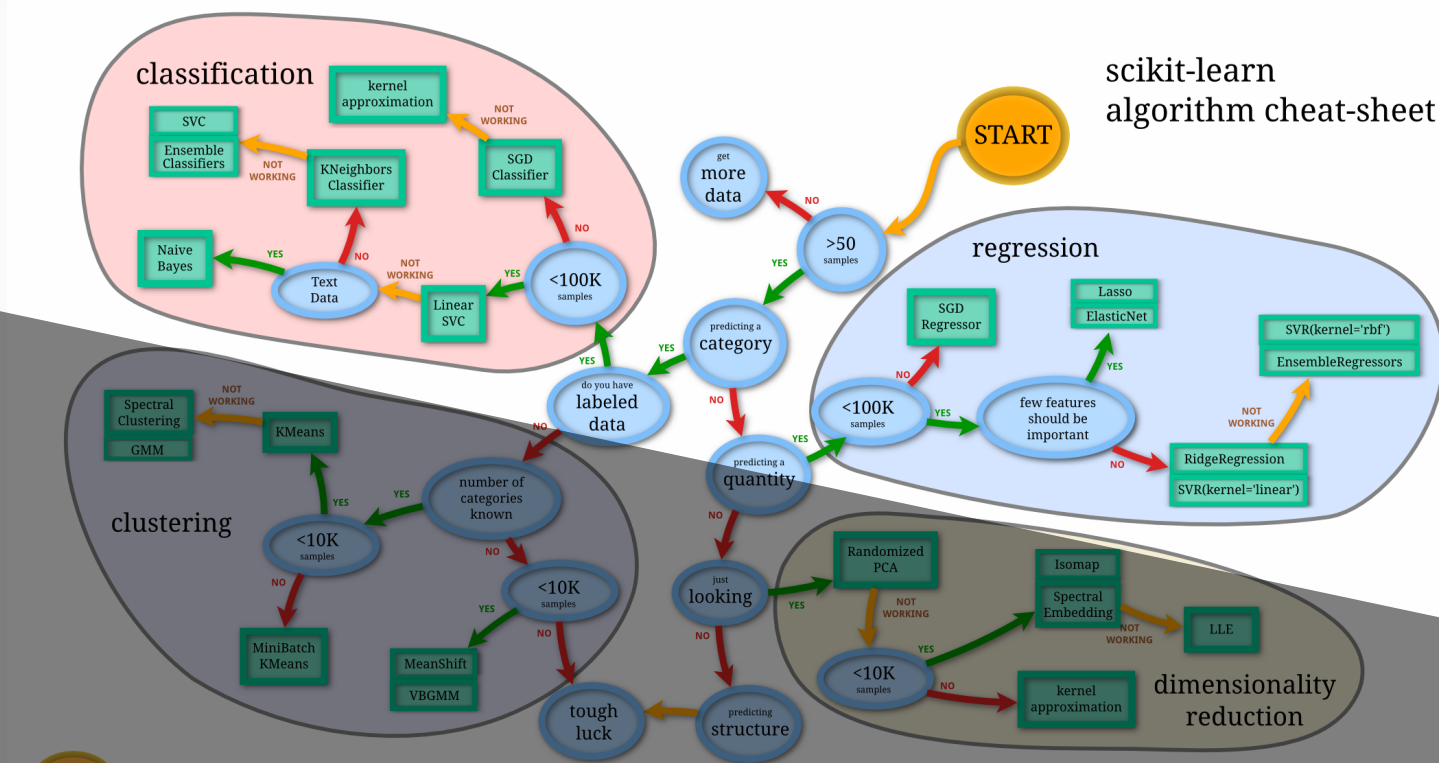 scikit-learn
algorithm cheat-sheet
START
classification
kernel
approximation
NOT
WORKING
SVC
Ensemble
Classifiers
NOT
WORKING
KNeighbors
Classifier
SGD
Classifier
NO
Naive
Bayes
YES
Text
Data
NO
NOT
WORKING
Linear
SVC
YES
<100K
samples
YES
get
more
data
NO
>50
samples
YES
predicting a
category
YES
do you have
labeled
data
NO
NO
predicting a
quantity
YES
NO
regression
SGD
Regressor
Lasso
ElasticNet
SVR(kernel='rbf')
EnsembleRegressors
NO
YES
<100K
samples
YES
few features
should be
important
NOT
WORKING
NO
RidgeRegression
SVR(kernel='linear')
clustering
Spectral
Clustering
GMM
NOT
WORKING
KMeans
YES
YES
number of
categories
known
<10K
samples
NO
NO
<10K
samples
YES
NO
MiniBatch
KMeans
MeanShift
VBGMM
just
looking
YES
NO
tough
luck
predicting
structure
Randomized
PCA
NOT
WORKING
Isomap
Spectral
Embedding
NOT
WORKING
LLE
YES
<10K
samples
NO
kernel
approximation
dimensionality
reduction